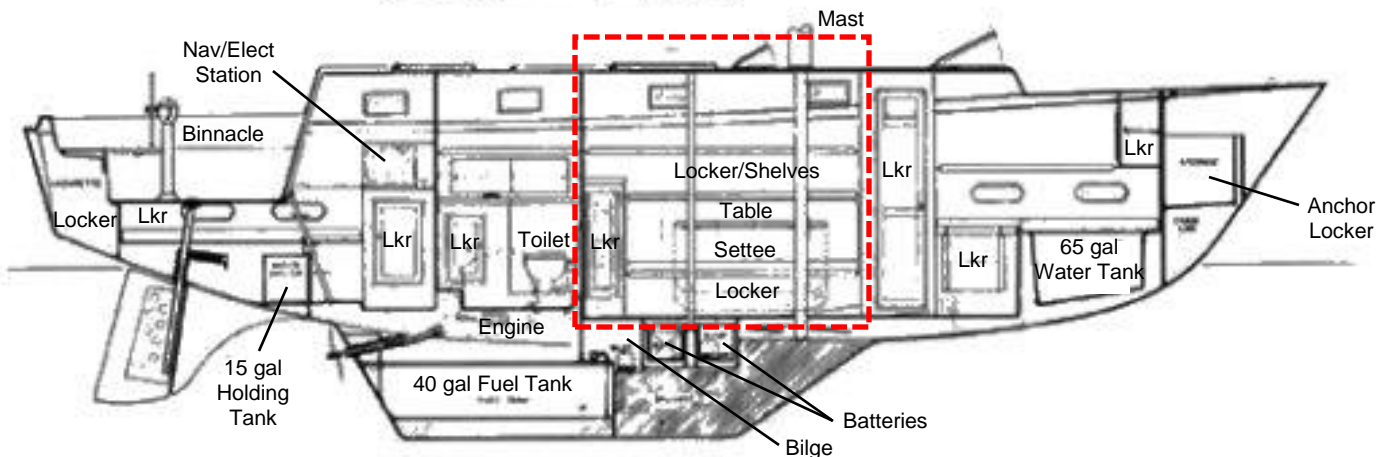 Mast
Nav/Elect
Station
Binnacle
Locker
Lkr
Lkr
Lkr
Toilet
Lkr
Locker/Shelves
Table
Settee
Locker
Lkr
Lkr
Lkr
65 gal
Water Tank
Anchor
Locker
Engine
15 gal
Holding
Tank
40 gal Fuel Tank
Batteries
Bilge